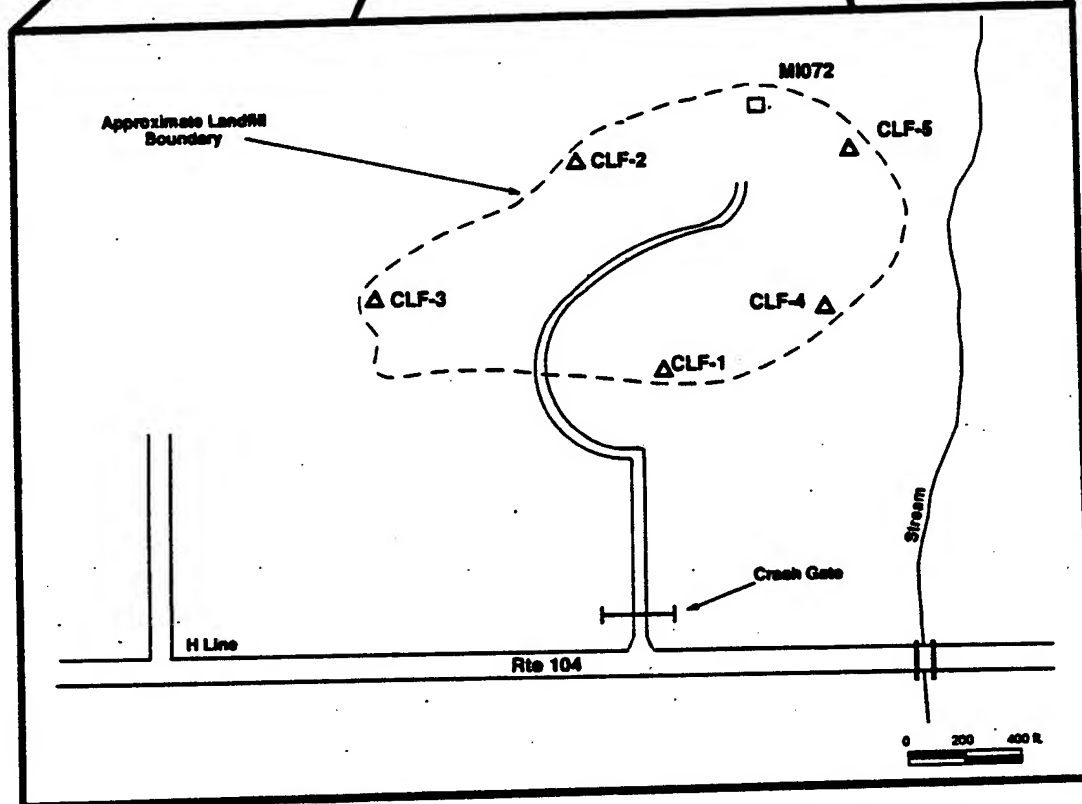 MI072
Approximate Landfill
Boundary
CLF-5
CLF-2
CLF-3
CLF-4
CLF-1
Stream
Crash Gate
H Line
Rte 104
0 200 400 ft.